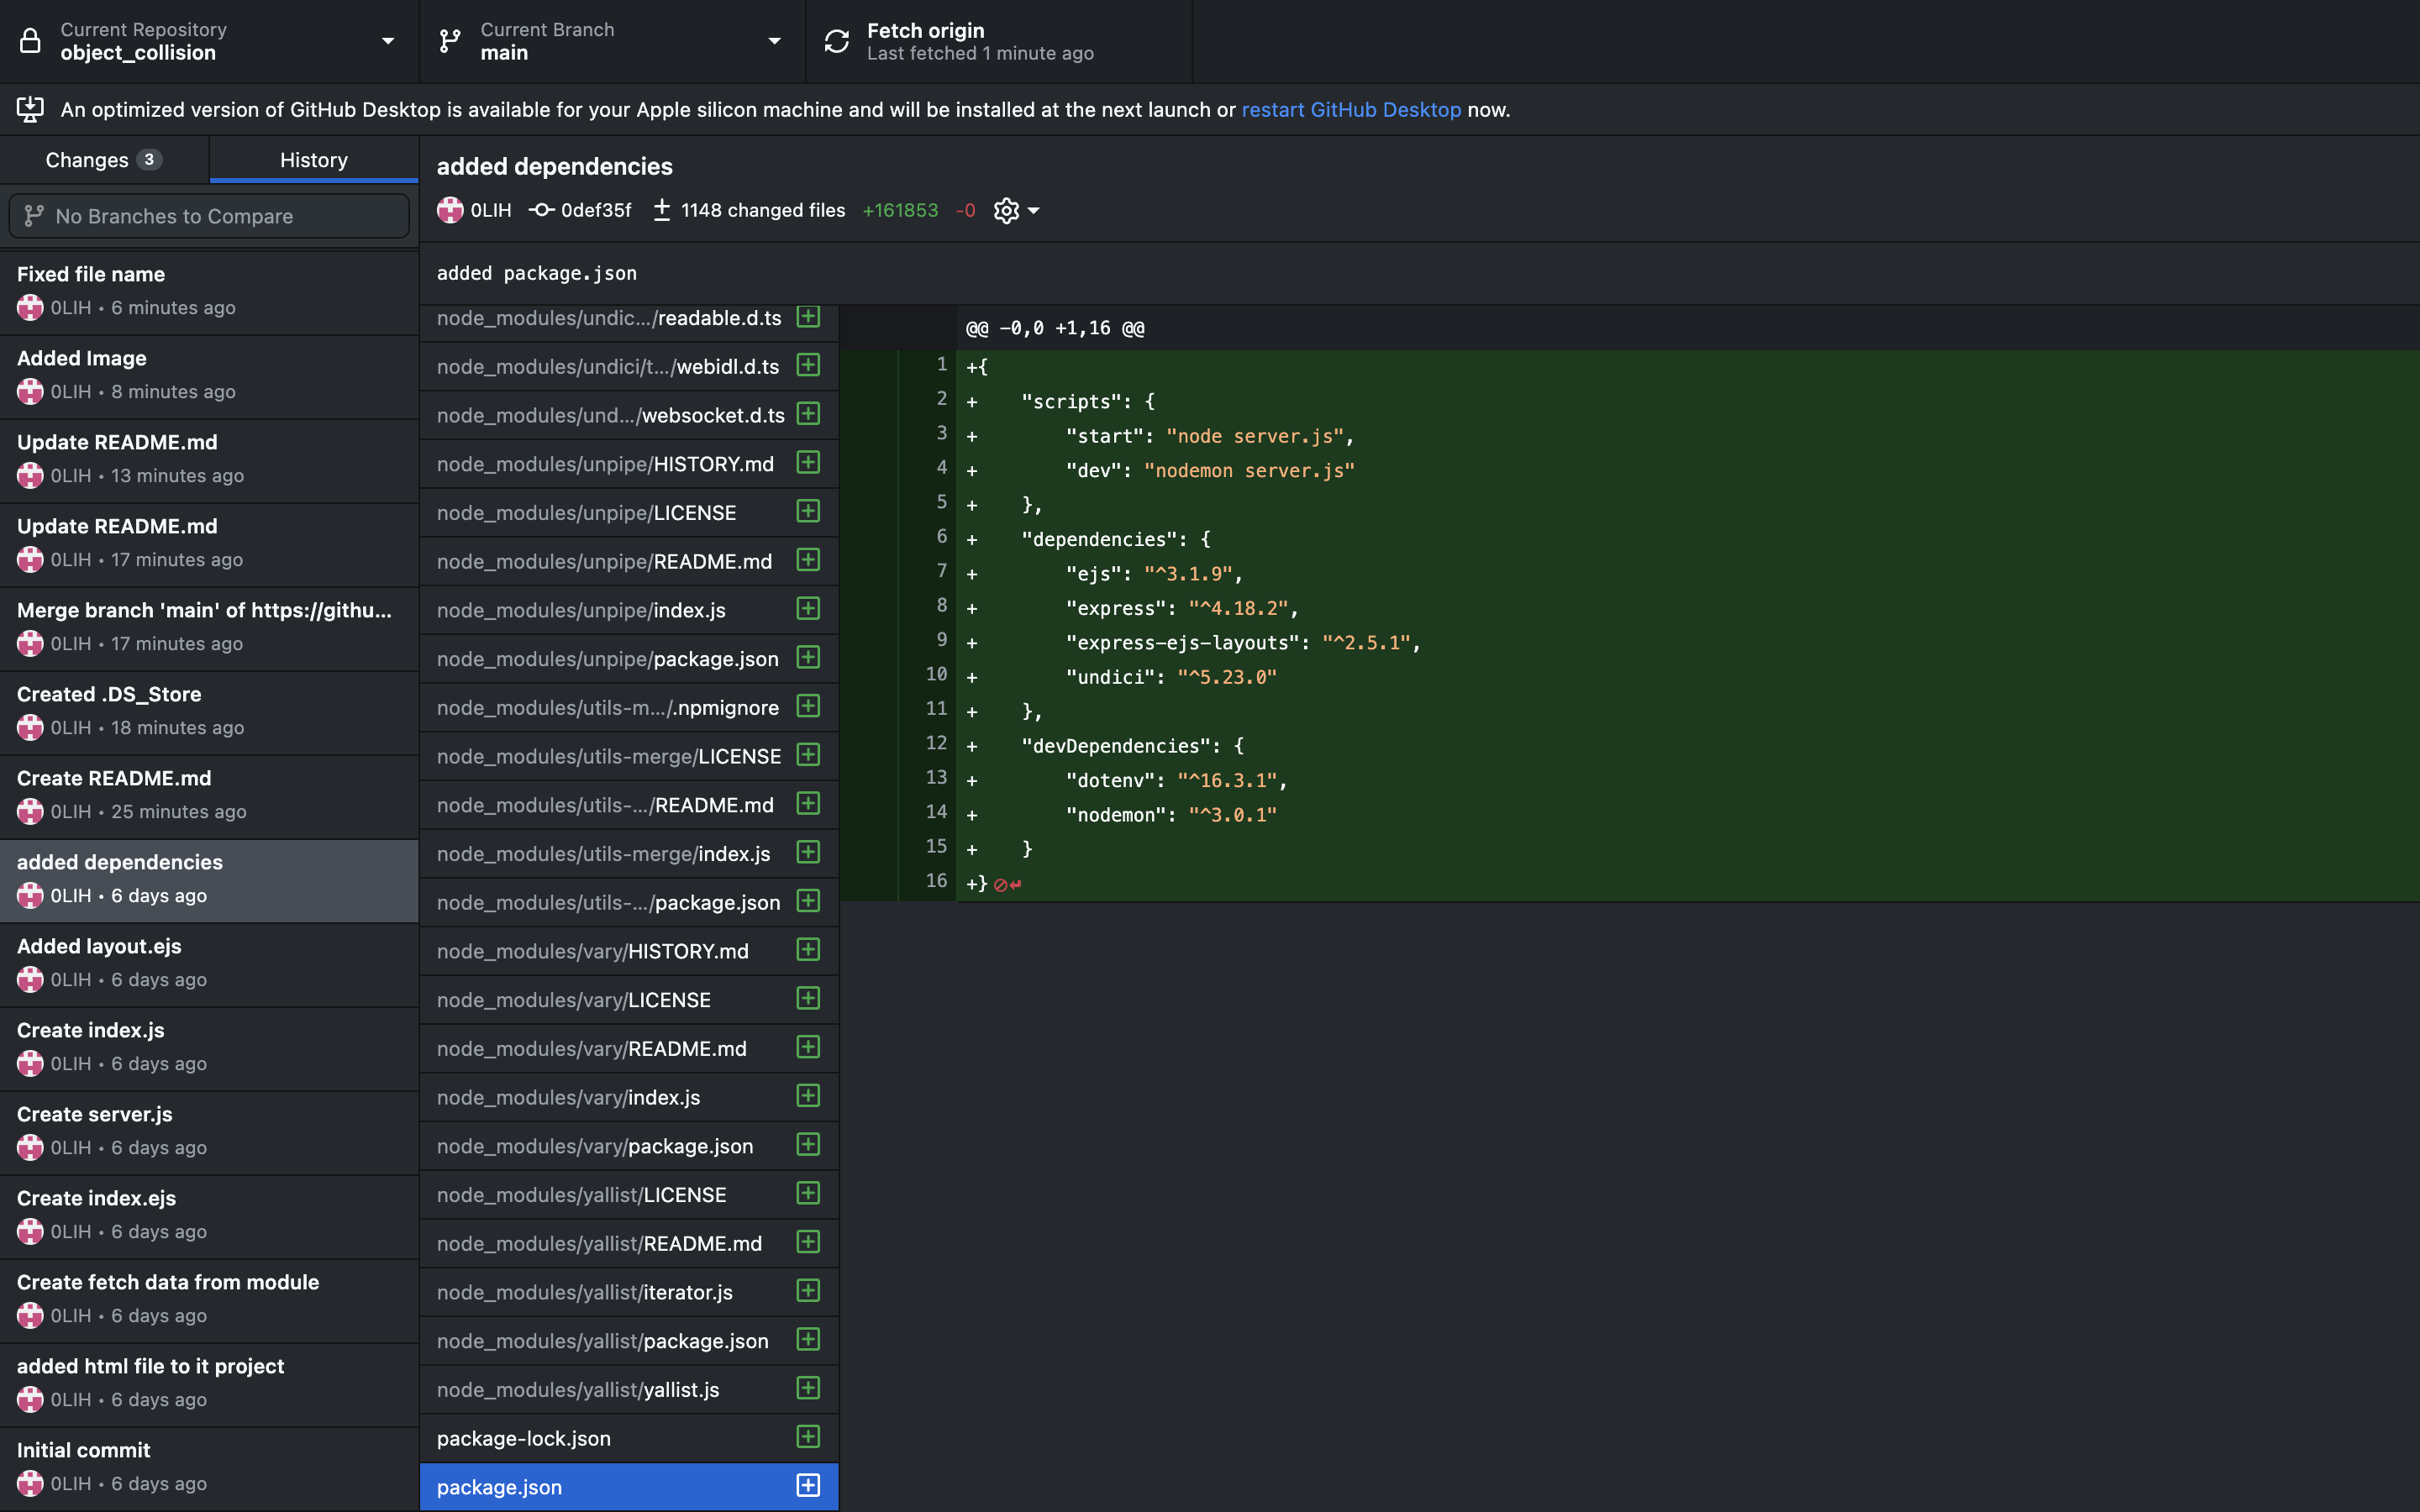 Current Repository
object_collision
Current Branch
main
Fetch origin
Last fetched 1 minute ago
An optimized version of GitHub Desktop is available for your Apple silicon machine and will be installed at the next launch or restart GitHub Desktop now.
Changes 3
History
No Branches to Compare
Fixed file name
0LIH • 6 minutes ago
Added Image
0LIH • 8 minutes ago
Update README.md
0LIH • 13 minutes ago
Update README.md
0LIH • 17 minutes ago
Merge branch 'main' of https://githu...
0LIH • 17 minutes ago
Created .DS_Store
0LIH • 18 minutes ago
Create README.md
0LIH • 25 minutes ago
added dependencies
0LIH • 6 days ago
Added layout.ejs
0LIH • 6 days ago
Create index.js
0LIH • 6 days ago
Create server.js
0LIH • 6 days ago
Create index.ejs
0LIH • 6 days ago
Create fetch data from module
0LIH • 6 days ago
added html file to it project
0LIH • 6 days ago
Initial commit
0LIH • 6 days ago
added dependencies
0LIH 0def35f 1148 changed files +161853 -0
added package.json
node_modules/undic.../readable.d.ts
node_modules/undici/t.../webidl.d.ts
node_modules/und.../websocket.d.ts
node_modules/unpipe/HISTORY.md
node_modules/unpipe/LICENSE
node_modules/unpipe/README.md
node_modules/unpipe/index.js
node_modules/unpipe/package.json
node_modules/utils-m.../.npmignore
node_modules/utils-merge/LICENSE
node_modules/utils-.../README.md
node_modules/utils-merge/index.js
node_modules/utils-.../package.json
node_modules/vary/HISTORY.md
node_modules/vary/LICENSE
node_modules/vary/README.md
node_modules/vary/index.js
node_modules/vary/package.json
node_modules/yallist/LICENSE
node_modules/yallist/README.md
node_modules/yallist/iterator.js
node_modules/yallist/package.json
node_modules/yallist/yallist.js
package-lock.json
package.json
@@ -0,0 +1,16 @@
1 +{
2 +    "scripts": {
3 +        "start": "node server.js",
4 +        "dev": "nodemon server.js"
5 +    },
6 +    "dependencies": {
7 +        "ejs": "^3.1.9",
8 +        "express": "^4.18.2",
9 +        "express-ejs-layouts": "^2.5.1",
10 +        "undici": "^5.23.0"
11 +    },
12 +    "devDependencies": {
13 +        "dotenv": "^16.3.1",
14 +        "nodemon": "^3.0.1"
15 +    }
16 +}